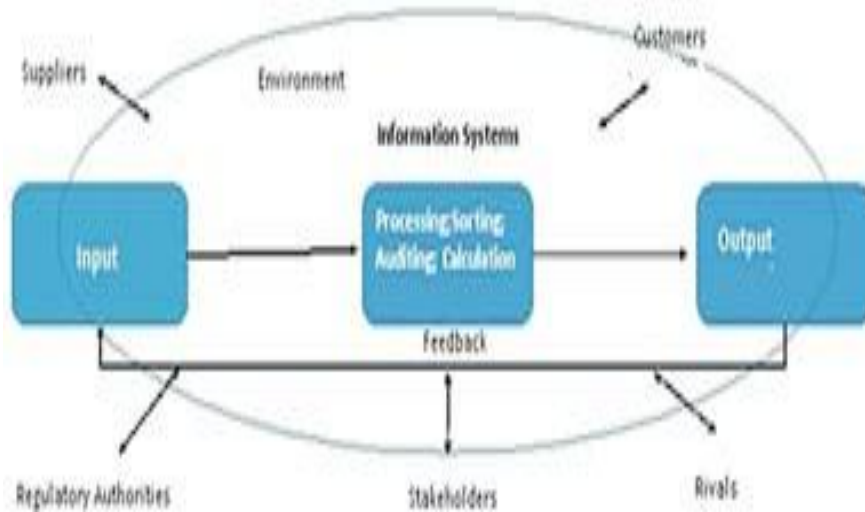 Customers
Suppliers
Environment
Information Systems
Input
Processing;Sorting;
Auditing; Calculation
Output
Feedback
Regulatory Authorities
Stakeholders
Rivals